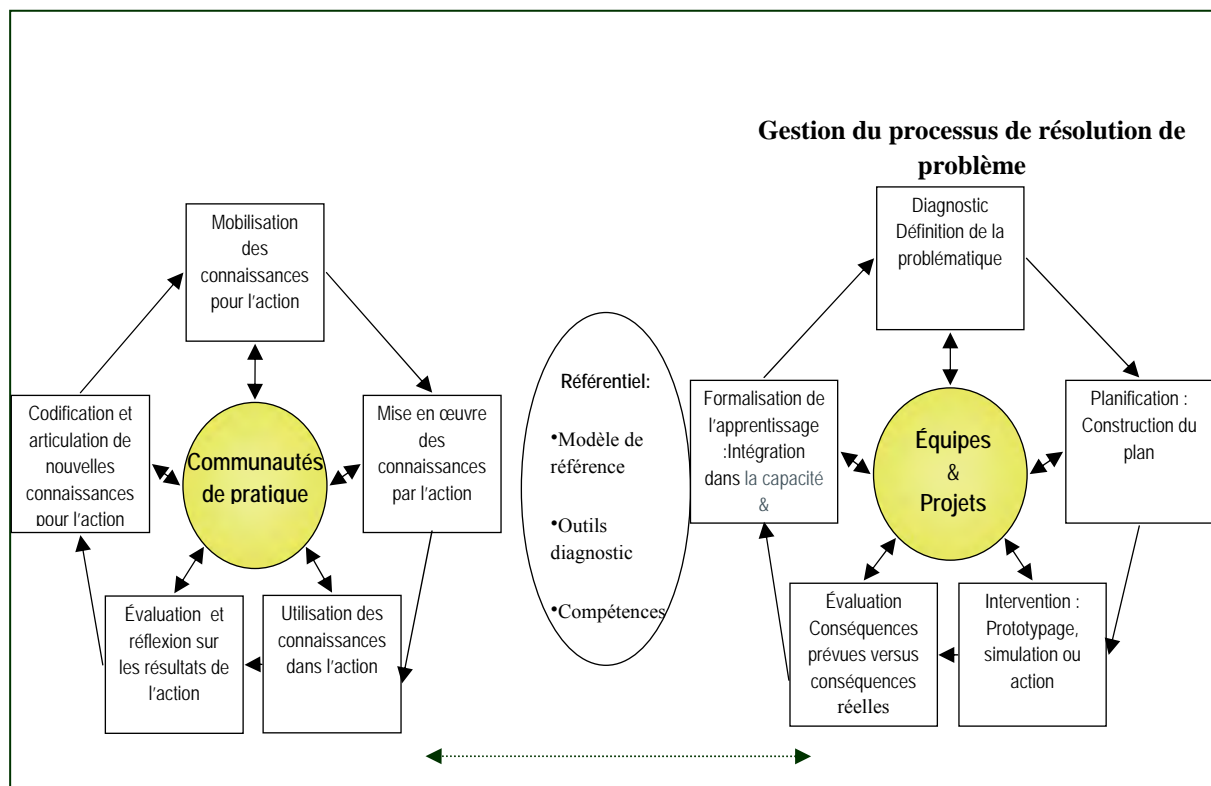 Gestion du processus de résolution de
problème
Mobilisation
des
connaissances
pour l'action
Mise en œuvre
des
connaissances
par l'action
Utilisation des
connaissances
dans l'action
Évaluation et
réflexion sur
les résultats de
l'action
Codification et
articulation de
nouvelles
connaissances
pour l'action
Communautés
de pratique
Référentiel:
•Modèle de
référence
•Outils
diagnostic
•Compétences
Diagnostic
Définition de la
problématique
Planification :
Construction du
plan
Intervention :
Prototypage,
simulation ou
action
Évaluation
Conséquences
prévues versus
conséquences
réelles
Formalisation de
l'apprentissage
:Intégration
dans la capacité
&
Équipes
&
Projets